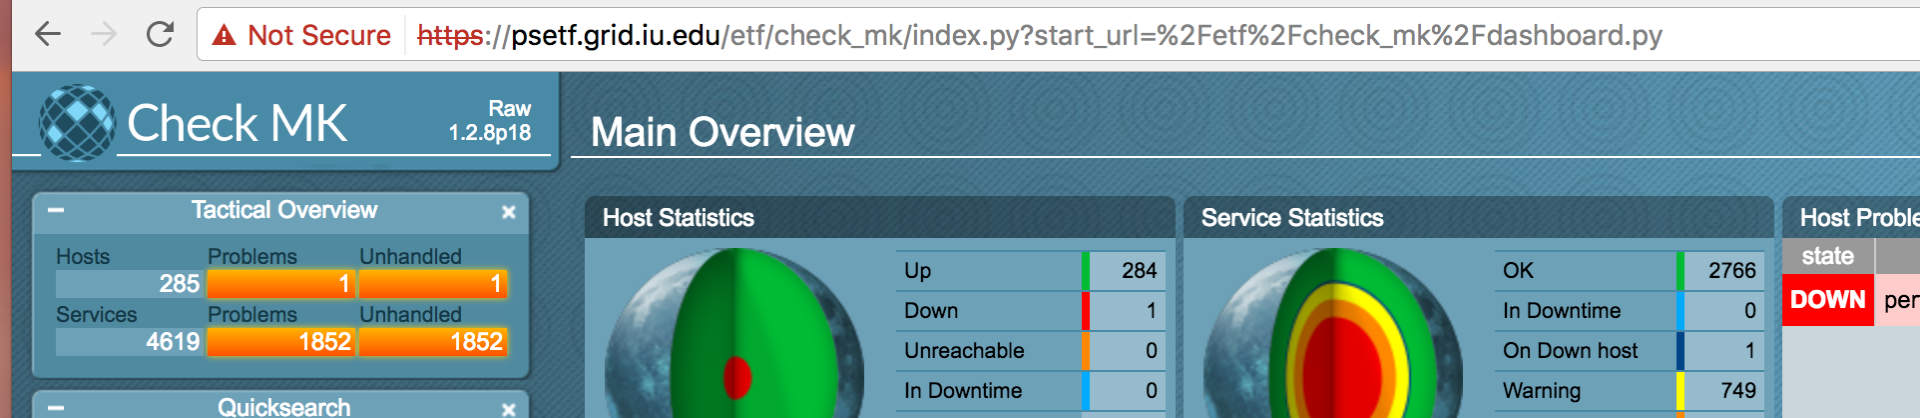 Not Secure https://psetf.grid.iu.edu/etf/check_mk/index.py?start_url=%2Fetf%2Fcheck_mk%2Fdashboard.py
Check MK
Raw
1.2.8p18
Main Overview
Tactical Overview
Hosts Problems Unhandled
285 1 1
Services Problems Unhandled
4619 1852 1852
Quicksearch
Host Statistics
Up 284
Down 1
Unreachable 0
In Downtime 0
Service Statistics
OK 2766
In Downtime 0
On Down host 1
Warning 749
Host
state
DOWN